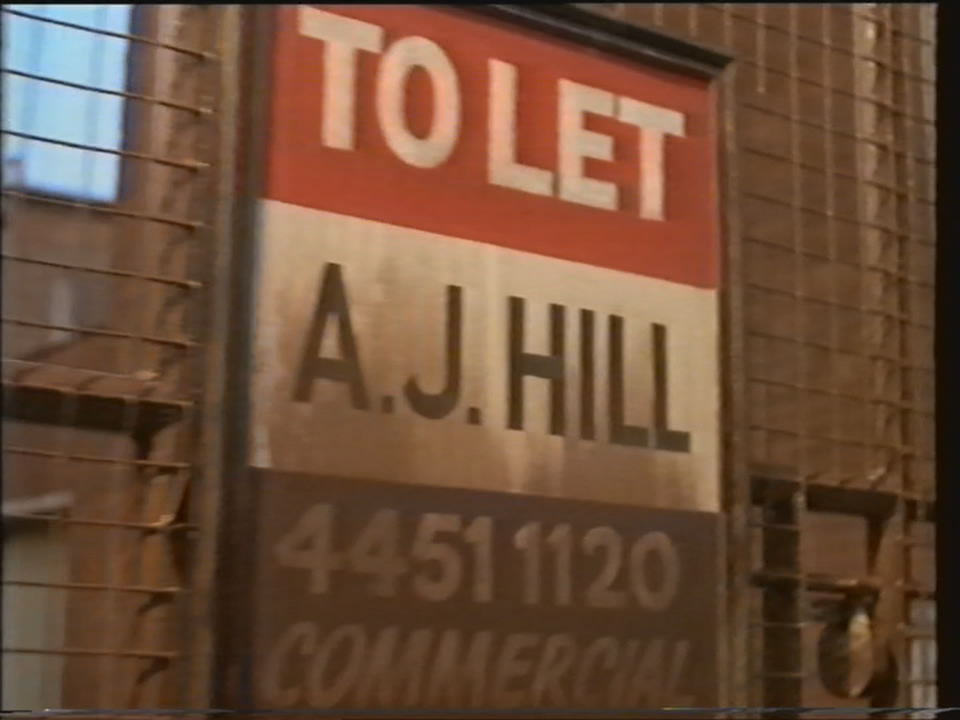 TO LET
A.J. HILL
4451 1120
COMMERCIAL